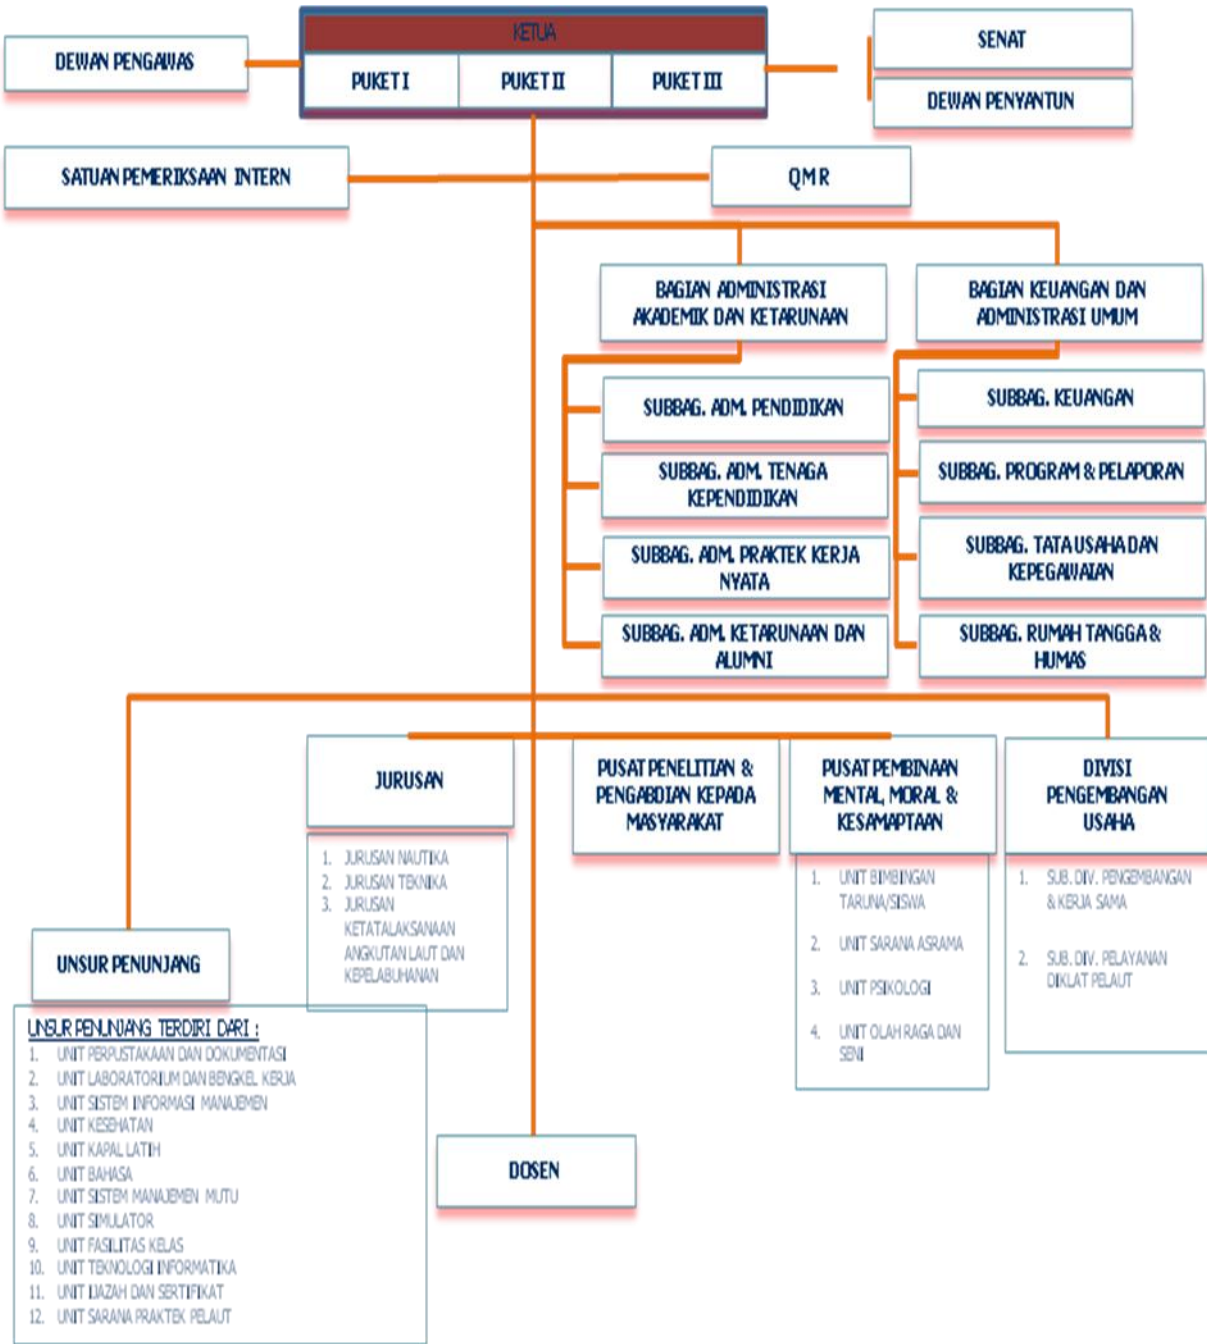 KETUA
DEWAN PENGAWAS
PUKET I
PUKET II
PUKET III
SENAT
DEWAN PENYANTUN
SATUAN PEMERIKSAAN INTERN
QMR
BAGIAN ADMINISTRASI
AKADEMIK DAN KETARUNAAN
BAGIAN KEUANGAN DAN
ADMINISTRASI UMUM
SUBBAG. ADM. PENDIDIKAN
SUBBAG. ADM. TENAGA
KEPENDIDIKAN
SUBBAG. ADM. PRAKTEK KERJA
NYATA
SUBBAG. ADM. KETARUNAAN DAN
ALUMNI
SUBBAG. KEUANGAN
SUBBAG. PROGRAM & PELAPORAN
SUBBAG. TATA USAHA DAN
KEPEGAWAIAN
SUBBAG. RUMAH TANGGA &
HUMAS
JURUSAN
1. JURUSAN NAUTIKA
2. JURUSAN TEKNIKA
3. JURUSAN
KETATALAKSANAAN
ANGKUTAN LAUT DAN
KEPELABUHANAN
PUSAT PENELITIAN &
PENGABDIAN KEPADA
MASYARAKAT
PUSAT PEMBINAAN
MENTAL, MORAL &
KESAMAPTAAN
1. UNIT BIMBINGAN
TARUNA/SISWA
2. UNIT SARANA ASRAMA
3. UNIT PSIKOLOGI
4. UNIT OLAH RAGA DAN
SENI
DIVISI
PENGEMBANGAN
USAHA
1. SUB. DIV. PENGEMBANGAN
& KERJA SAMA
2. SUB. DIV. PELAYANAN
DIKLAT PELAUT
UNSUR PENUNJANG
UNSUR PENUNJANG TERDIRI DARI :
1. UNIT PERPUSTAKAAN DAN DOKUMENTASI
2. UNIT LABORATORIUM DAN BENGKEL KERJA
3. UNIT SISTEM INFORMASI MANAJEMEN
4. UNIT KESEHATAN
5. UNIT KAPAL LATIH
6. UNIT BAHASA
7. UNIT SISTEM MANAJEMEN MUTU
8. UNIT SIMULATOR
9. UNIT FASILITAS KELAS
10. UNIT TEKNOLOGI INFORMATIKA
11. UNIT IJAZAH DAN SERTIFIKAT
12. UNIT SARANA PRAKTEK PELAUT
DOSEN